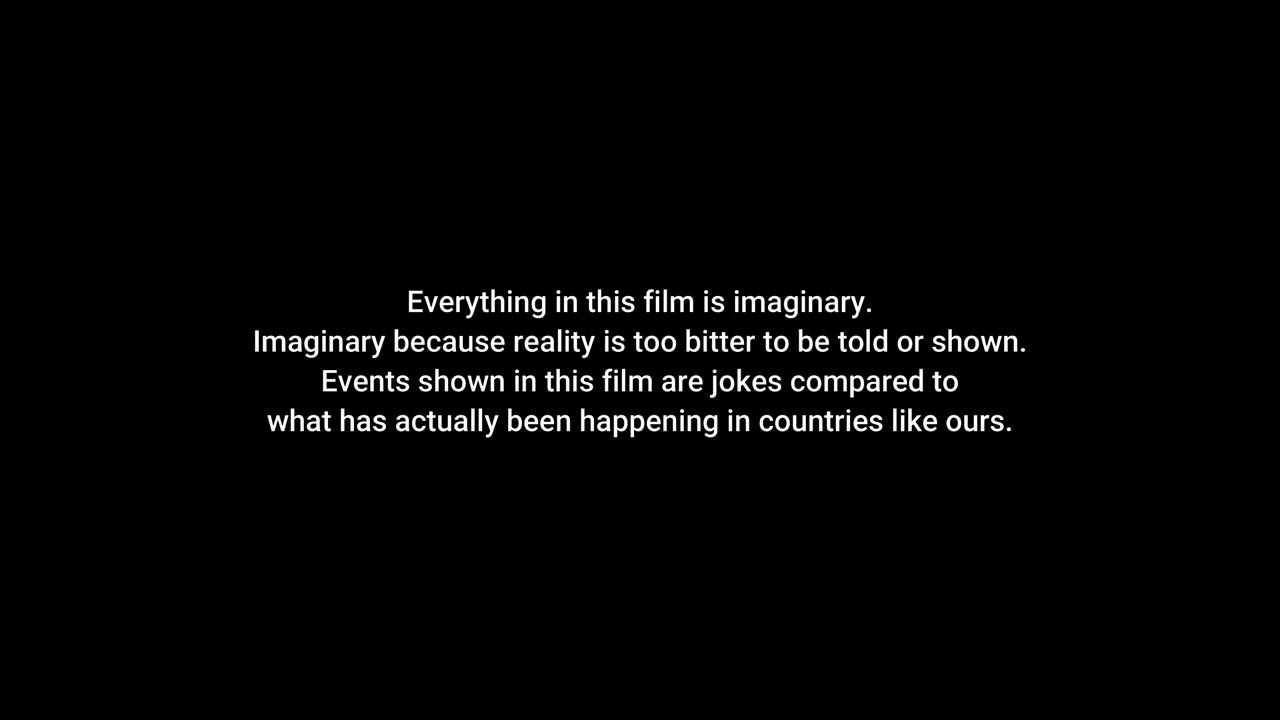 Everything in this film is imaginary.
Imaginary because reality is too bitter to be told or shown.
Events shown in this film are jokes compared to
what has actually been happening in countries like ours.